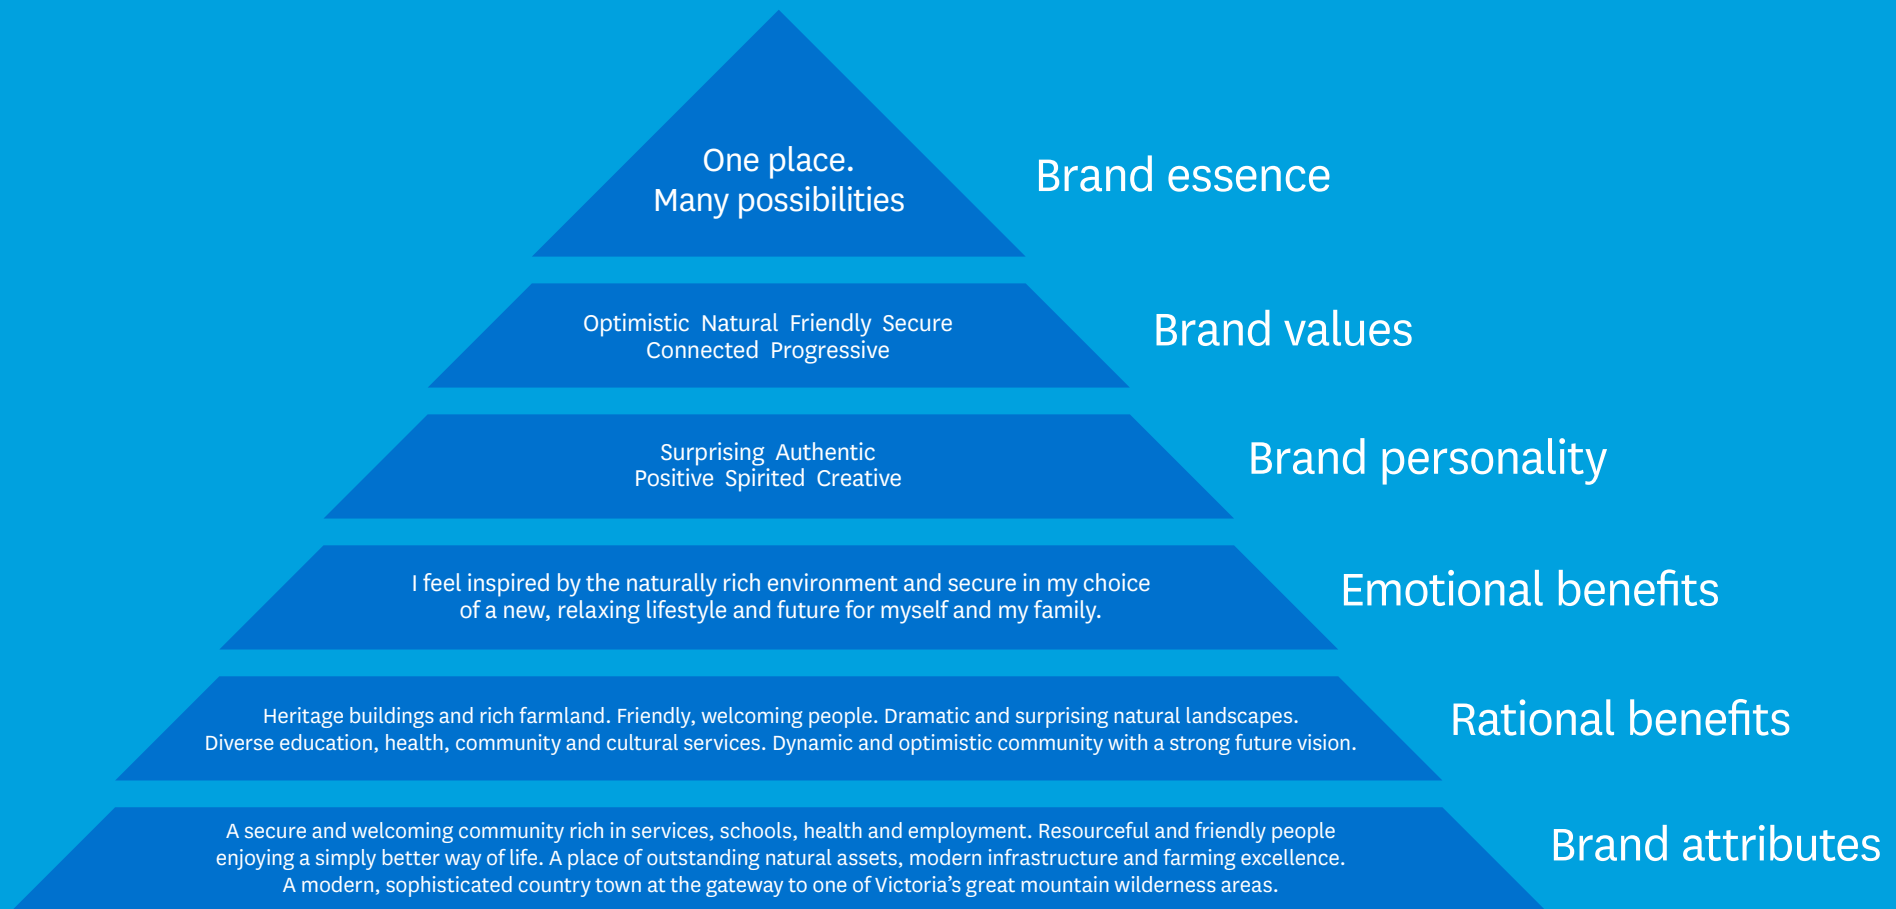 One place.
Many possibilities
Brand essence
Optimistic Natural Friendly Secure
Connected Progressive
Brand values
Surprising Authentic
Positive Spirited Creative
Brand personality
I feel inspired by the naturally rich environment and secure in my choice
of a new, relaxing lifestyle and future for myself and my family.
Emotional benefits
Heritage buildings and rich farmland. Friendly, welcoming people. Dramatic and surprising natural landscapes.
Diverse education, health, community and cultural services. Dynamic and optimistic community with a strong future vision.
Rational benefits
A secure and welcoming community rich in services, schools, health and employment. Resourceful and friendly people
enjoying a simply better way of life. A place of outstanding natural assets, modern infrastructure and farming excellence.
A modern, sophisticated country town at the gateway to one of Victoria’s great mountain wilderness areas.
Brand attributes